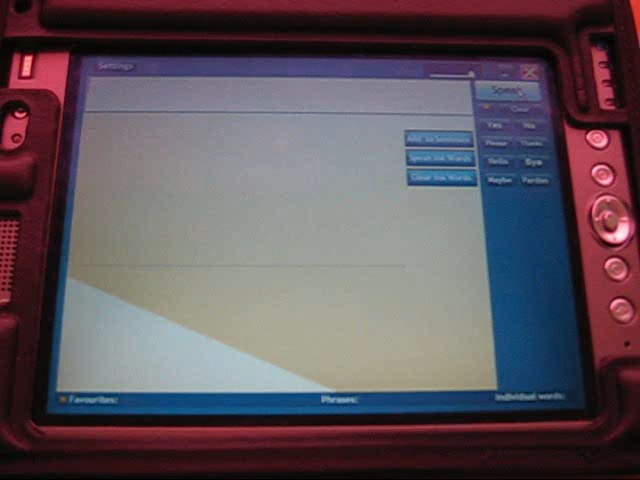 Settings
Speak
Clear
Yes No
Add to Sentence
Please Thanks
Speak Ink Words
Hello Bye
Clear Ink Words
Maybe Pardon
Favourites: Phrases: Individual words: